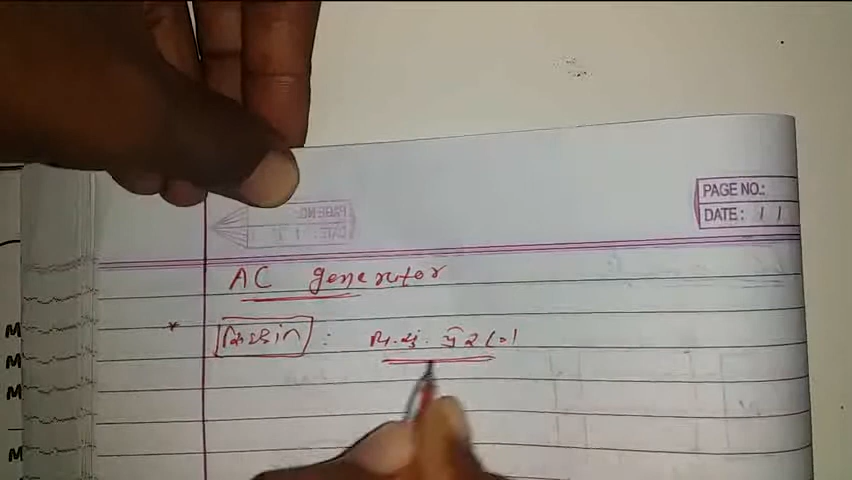 PAGE NO.:
DATE: / /
AC generator
* સિદ્ધાંત : વિ.ચું. પ્રેરણ